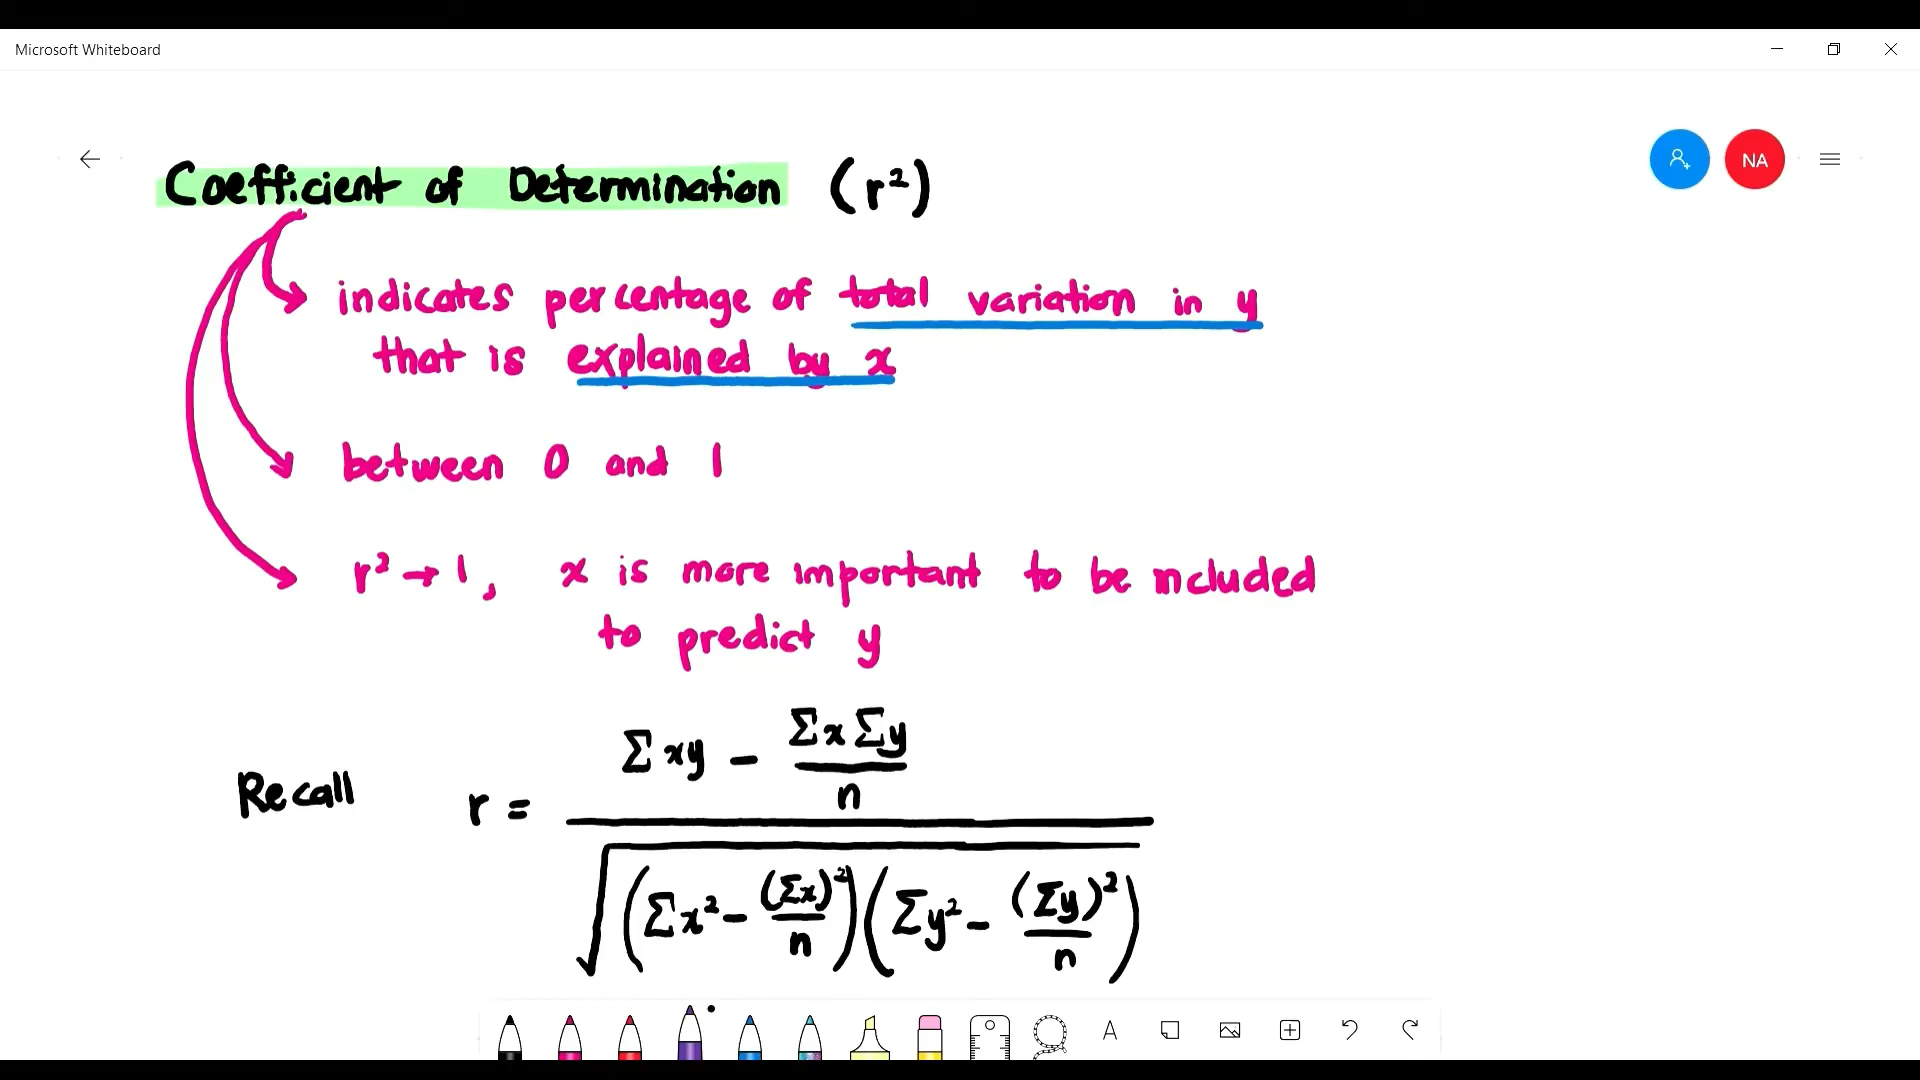 Microsoft Whiteboard
NA
Coefficient of Determination (r²)
indicates percentage of total variation in y
that is explained by x
between 0 and 1
r² → 1, x is more important to be included
to predict y
Recall r = (Σxy - ΣxΣy/n) / √((Σx² - (Σx)²/n)(Σy² - (Σy)²/n))
A